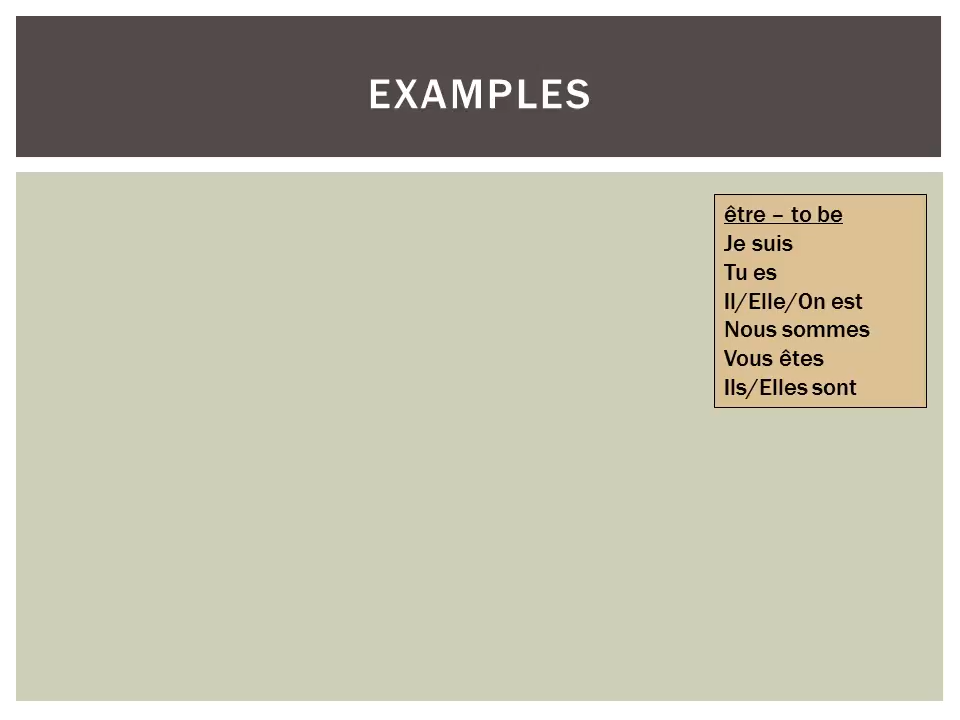 EXAMPLES
être – to be
Je suis
Tu es
Il/Elle/On est
Nous sommes
Vous êtes
Ils/Elles sont